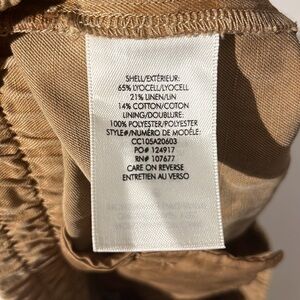 SHELL/EXTÉRIEUR:
65% LYOCELL/LYOCELL
21% LINEN/LIN
14% COTTON/COTON
LINING/DOUBLURE:
100% POLYESTER/POLYESTER
STYLE#/NUMÉRO DE MODÈLE:
CC105A20603
PO# 124917
RN# 107677
CARE ON REVERSE
ENTRETIEN AU VERSO